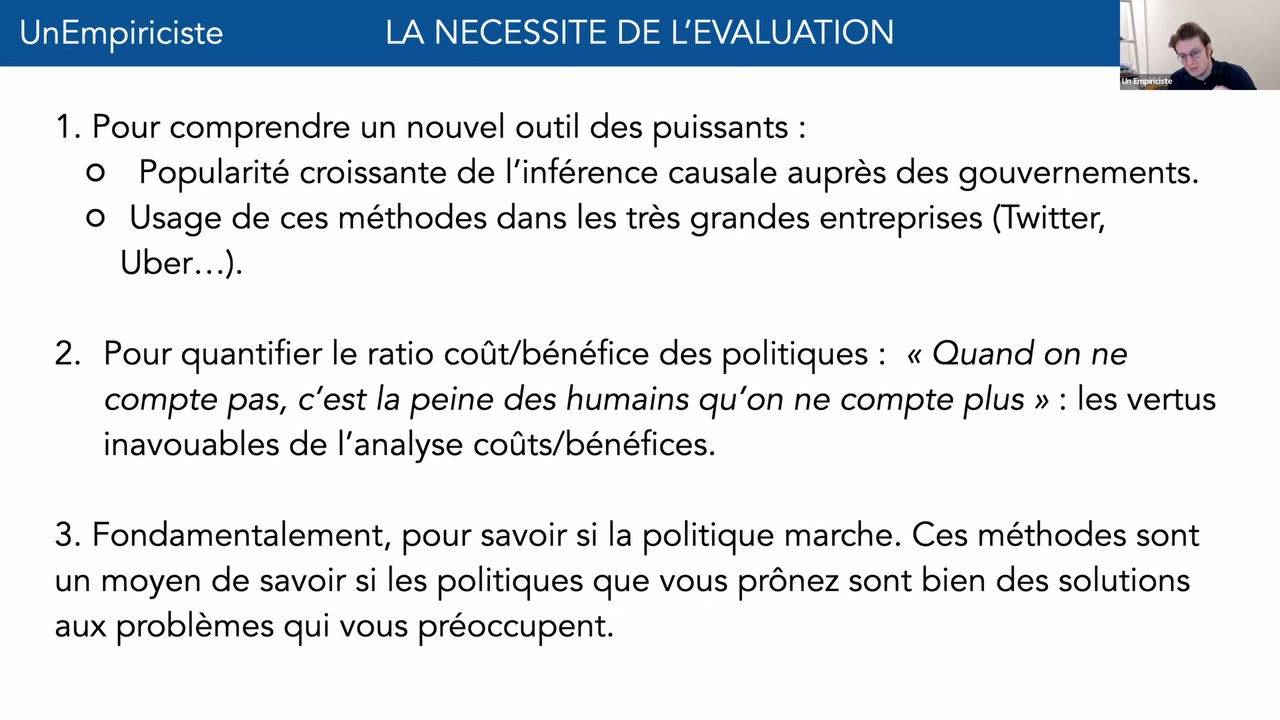 UnEmpiriciste
LA NECESSITE DE L’EVALUATION
Un Empiriciste
1. Pour comprendre un nouvel outil des puissants :
Popularité croissante de l’inférence causale auprès des gouvernements.
Usage de ces méthodes dans les très grandes entreprises (Twitter,
Uber…).
2. Pour quantifier le ratio coût/bénéfice des politiques : « Quand on ne
compte pas, c’est la peine des humains qu’on ne compte plus » : les vertus
inavouables de l’analyse coûts/bénéfices.
3. Fondamentalement, pour savoir si la politique marche. Ces méthodes sont
un moyen de savoir si les politiques que vous prônez sont bien des solutions
aux problèmes qui vous préoccupent.